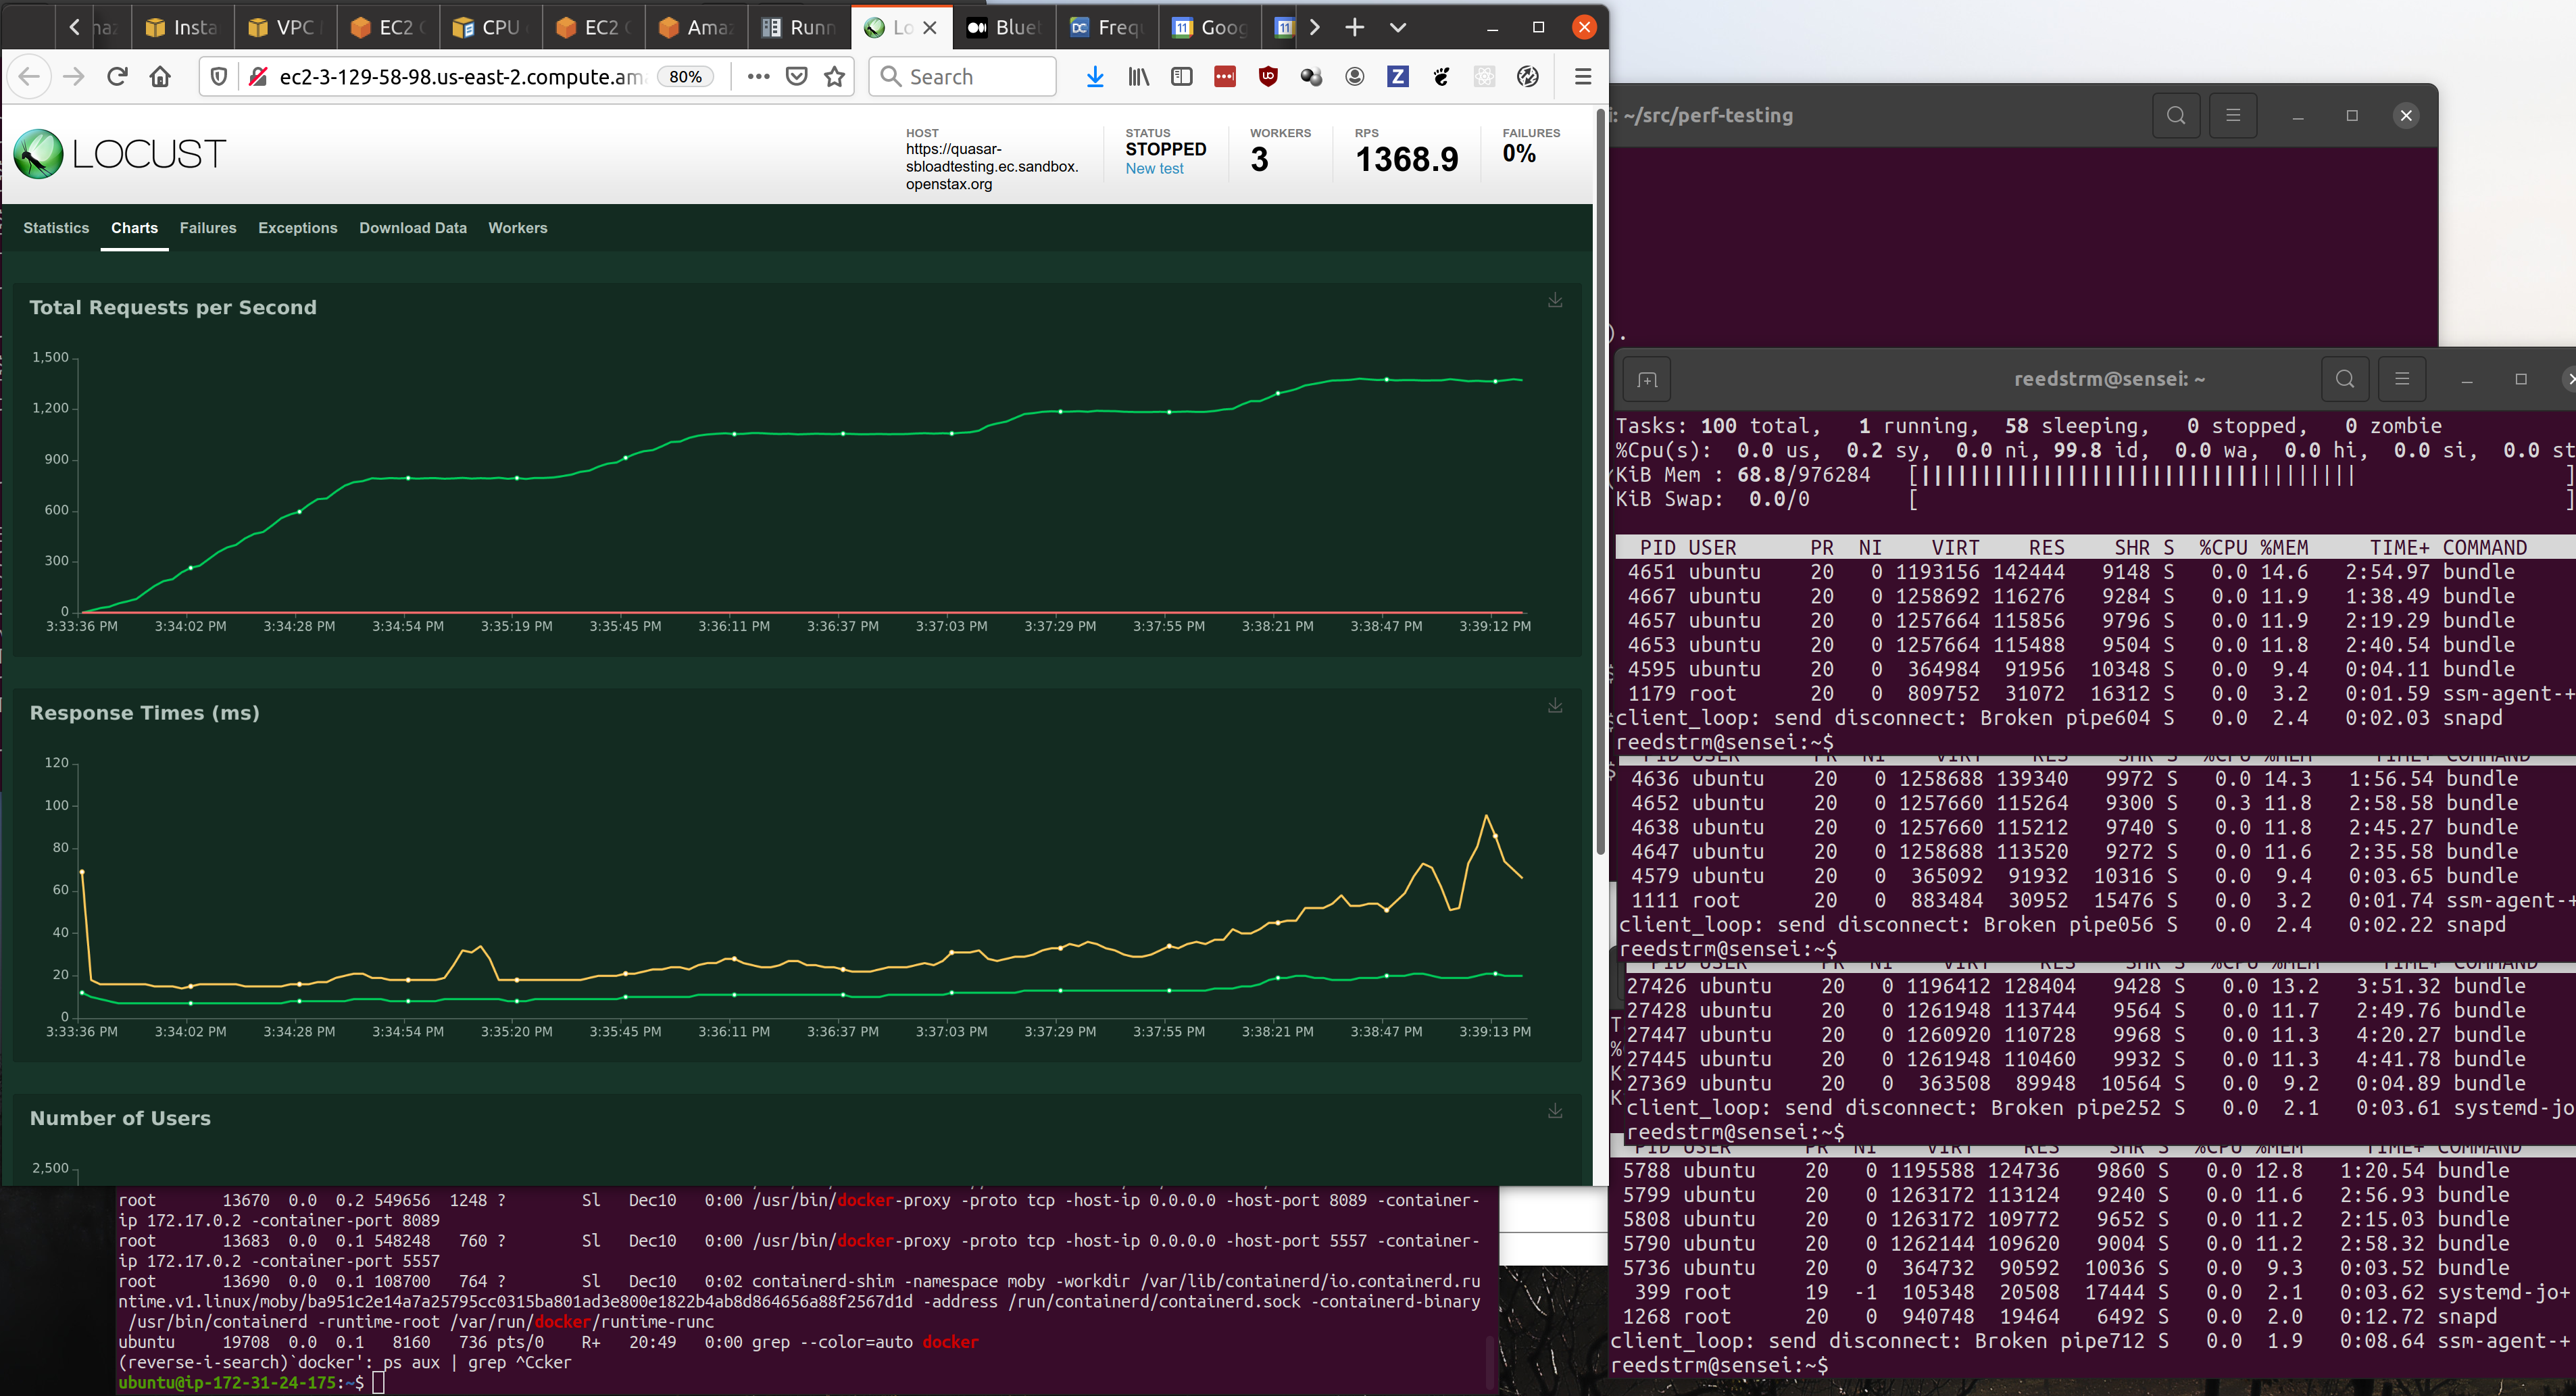 Insta
VPC
EC2
CPU
EC2
Amaz
Runn
Lo
Bluet
Frequ
Goog
ec2-3-129-58-98.us-east-2.compute.am
80%
Search
LOCUST
HOST
https://quasar-
sbloadtesting.ec.sandbox.
openstax.org
STATUS
STOPPED
New test
WORKERS
3
RPS
1368.9
FAILURES
0%
Statistics Charts Failures Exceptions Download Data Workers
Total Requests per Second
1,500
1,200
900
600
300
0
3:33:36 PM 3:34:02 PM 3:34:28 PM 3:34:54 PM 3:35:19 PM 3:35:45 PM 3:36:11 PM 3:36:37 PM 3:37:03 PM 3:37:29 PM 3:37:55 PM 3:38:21 PM 3:38:47 PM 3:39:12 PM
Response Times (ms)
120
100
80
60
40
20
0
3:33:36 PM 3:34:02 PM 3:34:28 PM 3:34:54 PM 3:35:20 PM 3:35:45 PM 3:36:11 PM 3:36:37 PM 3:37:03 PM 3:37:29 PM 3:37:55 PM 3:38:21 PM 3:38:47 PM 3:39:13 PM
Number of Users
2,500
root 13670 0.0 0.2 549656 1248 ? Sl Dec10 0:00 /usr/bin/docker-proxy -proto tcp -host-ip 0.0.0.0 -host-port 8089 -container-
ip 172.17.0.2 -container-port 8089
root 13683 0.0 0.1 548248 760 ? Sl Dec10 0:00 /usr/bin/docker-proxy -proto tcp -host-ip 0.0.0.0 -host-port 5557 -container-
ip 172.17.0.2 -container-port 5557
root 13690 0.0 0.1 108700 764 ? Sl Dec10 0:02 containerd-shim -namespace moby -workdir /var/lib/containerd/io.containerd.ru
ntime.v1.linux/moby/ba951c2e14a7a25795cc0315ba801ad3e800e1822b4ab8d864656a88f2567d1d -address /run/containerd/containerd.sock -containerd-binary
/usr/bin/containerd -runtime-root /var/run/docker/runtime-runc
ubuntu 19708 0.0 0.1 8160 736 pts/0 R+ 20:49 0:00 grep --color=auto docker
(reverse-i-search)`docker': ps aux | grep ^Ccker
ubuntu@ip-172-31-24-175:~$
i: ~/src/perf-testing
).
reedstrm@sensei: ~
Tasks: 100 total, 1 running, 58 sleeping, 0 stopped, 0 zombie
%Cpu(s): 0.0 us, 0.2 sy, 0.0 ni, 99.8 id, 0.0 wa, 0.0 hi, 0.0 si, 0.0 st
KiB Mem : 68.8/976284 [||||||||||||||||||||||||||||||||||||| ]
KiB Swap: 0.0/0 [ ]
PID USER PR NI VIRT RES SHR S %CPU %MEM TIME+ COMMAND
4651 ubuntu 20 0 1193156 142444 9148 S 0.0 14.6 2:54.97 bundle
4667 ubuntu 20 0 1258692 116276 9284 S 0.0 11.9 1:38.49 bundle
4657 ubuntu 20 0 1257664 115856 9796 S 0.0 11.9 2:19.29 bundle
4653 ubuntu 20 0 1257664 115488 9504 S 0.0 11.8 2:40.54 bundle
4595 ubuntu 20 0 364984 91956 10348 S 0.0 9.4 0:04.11 bundle
1179 root 20 0 809752 31072 16312 S 0.0 3.2 0:01.59 ssm-agent-+
client_loop: send disconnect: Broken pipe604 S 0.0 2.4 0:02.03 snapd
reedstrm@sensei:~$
PID USER PR NI VIRT RES SHR S %CPU %MEM TIME+ COMMAND
4636 ubuntu 20 0 1258688 139340 9972 S 0.0 14.3 1:56.54 bundle
4652 ubuntu 20 0 1257660 115264 9300 S 0.3 11.8 2:58.58 bundle
4638 ubuntu 20 0 1257660 115212 9740 S 0.0 11.8 2:45.27 bundle
4647 ubuntu 20 0 1258688 113520 9272 S 0.0 11.6 2:35.58 bundle
4579 ubuntu 20 0 365092 91932 10316 S 0.0 9.4 0:03.65 bundle
1111 root 20 0 883484 30952 15476 S 0.0 3.2 0:01.74 ssm-agent-+
client_loop: send disconnect: Broken pipe056 S 0.0 2.4 0:02.22 snapd
reedstrm@sensei:~$
PID USER PR NI VIRT RES SHR S %CPU %MEM TIME+ COMMAND
27426 ubuntu 20 0 1196412 128404 9428 S 0.0 13.2 3:51.32 bundle
27428 ubuntu 20 0 1261948 113744 9564 S 0.0 11.7 2:49.76 bundle
27447 ubuntu 20 0 1260920 110728 9968 S 0.0 11.3 4:20.27 bundle
27445 ubuntu 20 0 1261948 110460 9932 S 0.0 11.3 4:41.78 bundle
27369 ubuntu 20 0 363508 89948 10564 S 0.0 9.2 0:04.89 bundle
client_loop: send disconnect: Broken pipe252 S 0.0 2.1 0:03.61 systemd-jo
reedstrm@sensei:~$
PID USER PR NI VIRT RES SHR S %CPU %MEM TIME+ COMMAND
5788 ubuntu 20 0 1195588 124736 9860 S 0.0 12.8 1:20.54 bundle
5799 ubuntu 20 0 1263172 113124 9240 S 0.0 11.6 2:56.93 bundle
5808 ubuntu 20 0 1263172 109772 9652 S 0.0 11.2 2:15.03 bundle
5790 ubuntu 20 0 1262144 109620 9004 S 0.0 11.2 2:58.32 bundle
5736 ubuntu 20 0 364732 90592 10036 S 0.0 9.3 0:03.52 bundle
399 root 19 -1 105348 20508 17444 S 0.0 2.1 0:03.62 systemd-jo+
1268 root 20 0 940748 19464 6492 S 0.0 2.0 0:12.72 snapd
client_loop: send disconnect: Broken pipe712 S 0.0 1.9 0:08.64 ssm-agent-+
reedstrm@sensei:~$